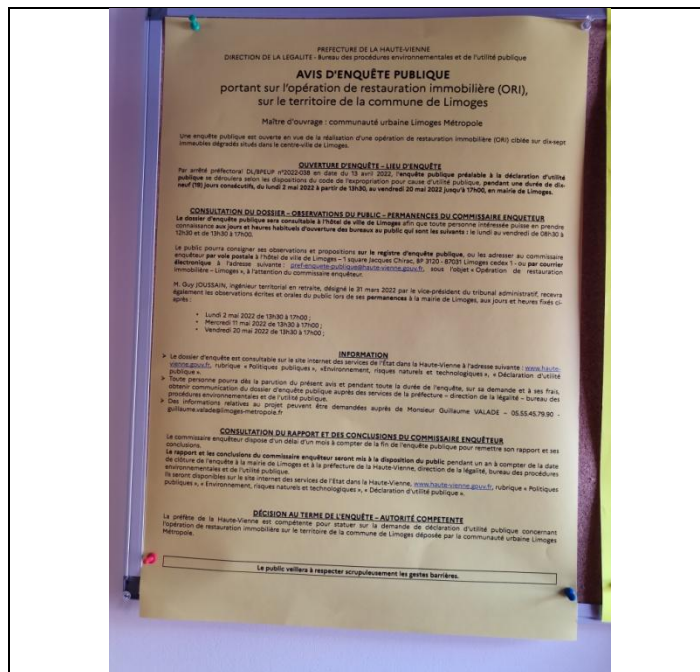 PREFECTURE DE LA HAUTE-VIENNE
DIRECTION DE LA LEGALITE - Bureau des procédures environnementales et de l'utilité publique
AVIS D'ENQUÊTE PUBLIQUE
portant sur l'opération de restauration immobilière (ORI),
sur le territoire de la commune de Limoges
Maître d'ouvrage : communauté urbaine Limoges Métropole
Une enquête publique est ouverte en vue de la réalisation d'une opération de restauration immobilière (ORI) ciblée sur dix-sept
immeubles dégradés situés dans le centre-ville de Limoges.
OUVERTURE D'ENQUÊTE – LIEU D'ENQUÊTE
Par arrêté préfectoral DL/BPEUP n°2022-038 en date du 13 avril 2022, l'enquête publique préalable à la déclaration d'utilité
publique se déroulera selon les dispositions du code de l'expropriation pour cause d'utilité publique, pendant une durée de dix-
neuf (19) jours consécutifs, du lundi 2 mai 2022 à partir de 13h30, au vendredi 20 mai 2022 jusqu'à 17h00, en mairie de Limoges.
CONSULTATION DU DOSSIER – OBSERVATIONS DU PUBLIC – PERMANENCES DU COMMISSAIRE ENQUETEUR
Le dossier d'enquête publique sera consultable à l'hôtel de ville de Limoges afin que toute personne intéressée puisse en prendre
connaissance aux jours et heures habituels d'ouverture des bureaux au public qui sont les suivants : le lundi au vendredi de 08h30 à
12h30 et de 13h30 à 17h00.
Le public pourra consigner ses observations et propositions sur le registre d'enquête publique, ou les adresser au commissaire
enquêteur par voie postale à l'hôtel de ville de Limoges – 1 square Jacques Chirac, BP 3120 - 87031 Limoges cedex 1 - ou par courrier
électronique à l'adresse suivante : pref-enquete-publique@haute-vienne.gouv.fr, sous l'objet « Opération de restauration
immobilière – Limoges », à l'attention du commissaire enquêteur.
M. Guy JOUSSAIN, ingénieur territorial en retraite, désigné le 31 mars 2022 par le vice-président du tribunal administratif, recevra
également les observations écrites et orales du public lors de ses permanences à la mairie de Limoges, aux jours et heures fixés ci-
après :
• Lundi 2 mai 2022 de 13h30 à 17h00 ;
• Mercredi 11 mai 2022 de 13h30 à 17h00 ;
• Vendredi 20 mai 2022 de 13h30 à 17h00 ;
INFORMATION
➢ Le dossier d'enquête est consultable sur le site internet des services de l'État dans la Haute-Vienne à l'adresse suivante : www.haute-
vienne.gouv.fr, rubrique « Politiques publiques », «Environnement, risques naturels et technologiques », « Déclaration d'utilité
publique ».
➢ Toute personne pourra dès la parution du présent avis et pendant toute la durée de l'enquête, sur sa demande et à ses frais,
obtenir communication du dossier d'enquête publique auprès des services de la préfecture – direction de la légalité – bureau des
procédures environnementales et de l'utilité publique.
➢ Des informations relatives au projet peuvent être demandées auprès de Monsieur Guillaume VALADE – 05.55.45.79.90 –
guillaume.valade@limoges-metropole.fr
CONSULTATION DU RAPPORT ET DES CONCLUSIONS DU COMMISSAIRE ENQUÊTEUR
Le commissaire enquêteur dispose d'un délai d'un mois à compter de la fin de l'enquête publique pour remettre son rapport et ses
conclusions.
Le rapport et les conclusions du commissaire enquêteur seront mis à la disposition du public pendant un an à compter de la date
de clôture de l'enquête à la mairie de Limoges et à la préfecture de la Haute-Vienne, direction de la légalité, bureau des procédures
environnementales et de l'utilité publique.
Ils seront disponibles sur le site internet des services de l'État dans la Haute-Vienne, www.haute-vienne.gouv.fr, rubrique « Politiques
publiques », « Environnement, risques naturels et technologiques », « Déclaration d'utilité publique ».
DÉCISION AU TERME DE L'ENQUÊTE – AUTORITÉ COMPETENTE
La préfète de la Haute-Vienne est compétente pour statuer sur la demande de déclaration d'utilité publique concernant
l'opération de restauration immobilière sur le territoire de la commune de Limoges déposée par la communauté urbaine Limoges
Métropole.
Le public veillera à respecter scrupuleusement les gestes barrières.